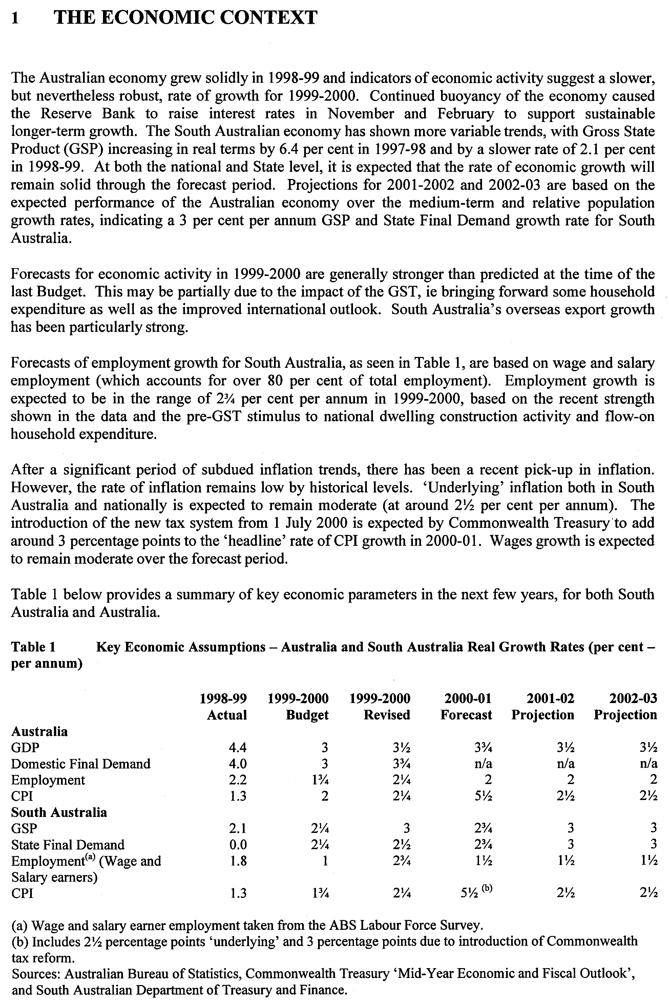 1 THE ECONOMIC CONTEXT
The Australian economy grew solidly in 1998-99 and indicators of economic activity suggest a slower,
but nevertheless robust, rate of growth for 1999-2000. Continued buoyancy of the economy caused
the Reserve Bank to raise interest rates in November and February to support sustainable
longer-term growth. The South Australian economy has shown more variable trends, with Gross State
Product (GSP) increasing in real terms by 6.4 per cent in 1997-98 and by a slower rate of 2.1 per cent
in 1998-99. At both the national and State level, it is expected that the rate of economic growth will
remain solid through the forecast period. Projections for 2001-2002 and 2002-03 are based on the
expected performance of the Australian economy over the medium-term and relative population
growth rates, indicating a 3 per cent per annum GSP and State Final Demand growth rate for South
Australia.
Forecasts for economic activity in 1999-2000 are generally stronger than predicted at the time of the
last Budget. This may be partially due to the impact of the GST, ie bringing forward some household
expenditure as well as the improved international outlook. South Australia's overseas export growth
has been particularly strong.
Forecasts of employment growth for South Australia, as seen in Table 1, are based on wage and salary
employment (which accounts for over 80 per cent of total employment). Employment growth is
expected to be in the range of 2¾ per cent per annum in 1999-2000, based on the recent strength
shown in the data and the pre-GST stimulus to national dwelling construction activity and flow-on
household expenditure.
After a significant period of subdued inflation trends, there has been a recent pick-up in inflation.
However, the rate of inflation remains low by historical levels. 'Underlying' inflation both in South
Australia and nationally is expected to remain moderate (at around 2½ per cent per annum). The
introduction of the new tax system from 1 July 2000 is expected by Commonwealth Treasury to add
around 3 percentage points to the 'headline' rate of CPI growth in 2000-01. Wages growth is expected
to remain moderate over the forecast period.
Table 1 below provides a summary of key economic parameters in the next few years, for both South
Australia and Australia.
Table 1 Key Economic Assumptions – Australia and South Australia Real Growth Rates (per cent –
per annum)
1998-99 1999-2000 1999-2000 2000-01 2001-02 2002-03
Actual Budget Revised Forecast Projection Projection
Australia
GDP 4.4 3 3½ 3¾ 3½ 3½
Domestic Final Demand 4.0 3 3¾ n/a n/a n/a
Employment 2.2 1¾ 2¼ 2 2 2
CPI 1.3 2 2¼ 5½ 2½ 2½
South Australia
GSP 2.1 2¼ 3 2¾ 3 3
State Final Demand 0.0 2¼ 2½ 2¾ 3 3
Employment(a) (Wage and 1.8 1 2¾ 1½ 1½ 1½
Salary earners)
CPI 1.3 1¾ 2¼ 5½ (b) 2½ 2½
(a) Wage and salary earner employment taken from the ABS Labour Force Survey.
(b) Includes 2½ percentage points 'underlying' and 3 percentage points due to introduction of Commonwealth
tax reform.
Sources: Australian Bureau of Statistics, Commonwealth Treasury 'Mid-Year Economic and Fiscal Outlook',
and South Australian Department of Treasury and Finance.